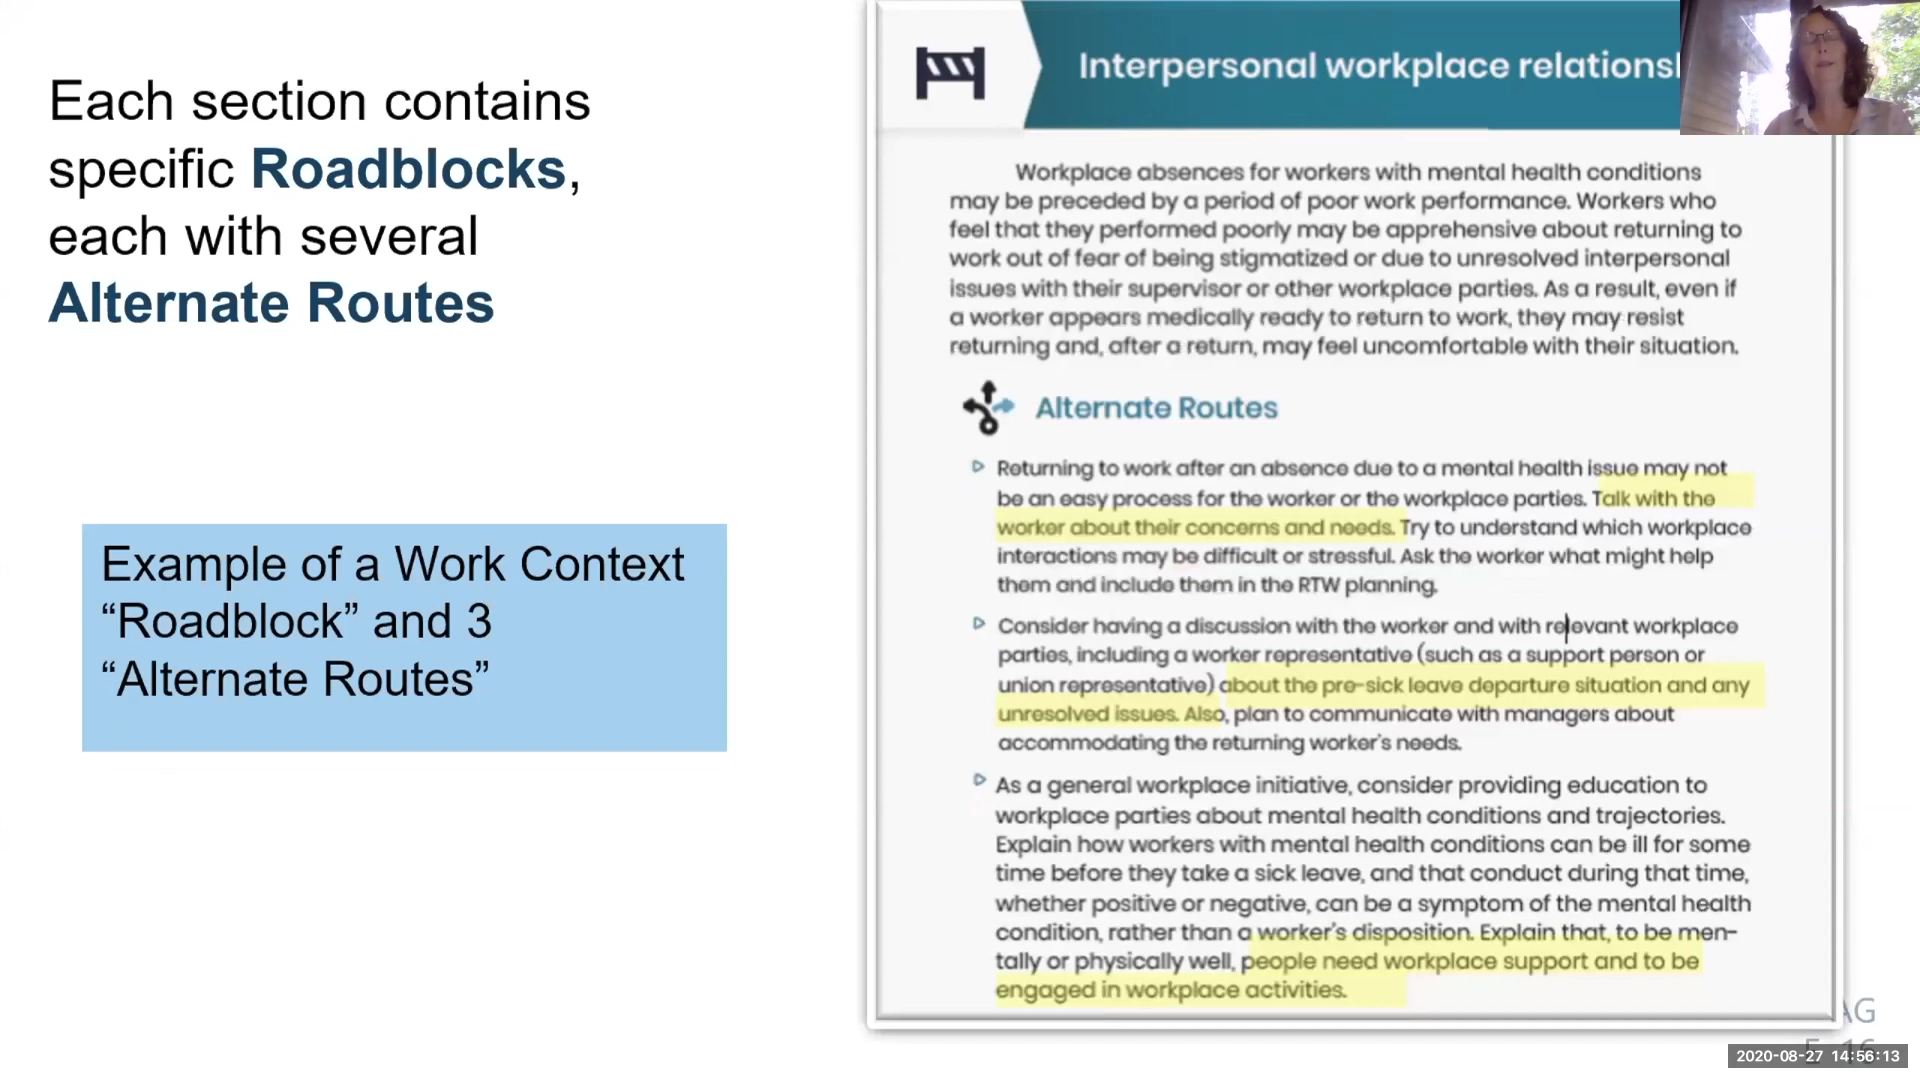 Each section contains
specific Roadblocks,
each with several
Alternate Routes
Example of a Work Context
“Roadblock” and 3
“Alternate Routes”
Interpersonal workplace
Workplace absences for workers with mental health conditions
may be preceded by a period of poor work performance. Workers who
feel that they performed poorly may be apprehensive about returning to
work out of fear of being stigmatized or due to unresolved interpersonal
issues with their supervisor or other workplace parties. As a result, even if
a worker appears medically ready to return to work, they may resist
returning and, after a return, may feel uncomfortable with their situation.
Alternate Routes
Returning to work after an absence due to a mental health issue may not
be an easy process for the worker or the workplace parties. Talk with the
worker about their concerns and needs. Try to understand which workplace
interactions may be difficult or stressful. Ask the worker what might help
them and include them in the RTW planning.
Consider having a discussion with the worker and with relevant workplace
parties, including a worker representative (such as a support person or
union representative) about the pre-sick leave departure situation and any
unresolved issues. Also, plan to communicate with managers about
accommodating the returning worker's needs.
As a general workplace initiative, consider providing education to
workplace parties about mental health conditions and trajectories.
Explain how workers with mental health conditions can be ill for some
time before they take a sick leave, and that conduct during that time,
whether positive or negative, can be a symptom of the mental health
condition, rather than a worker's disposition. Explain that, to be men-
tally or physically well, people need workplace support and to be
engaged in workplace activities.
2020-08-27 14:56:13